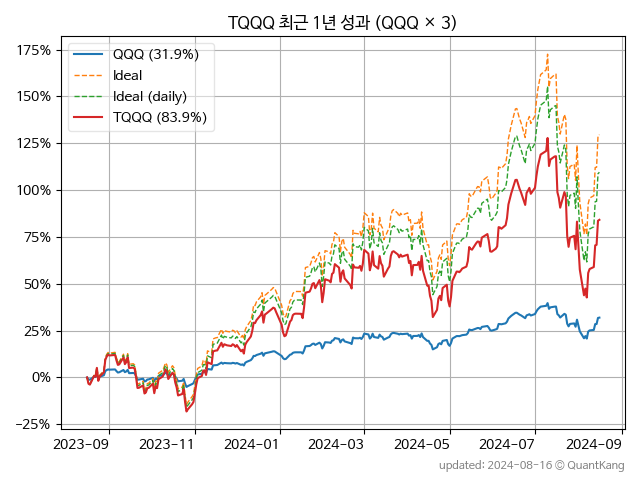 TQQQ 최근 1년 성과 (QQQ × 3)
175%
150%
125%
100%
75%
50%
25%
0%
−25%
QQQ (31.9%)
Ideal
Ideal (daily)
TQQQ (83.9%)
2023-09
2023-11
2024-01
2024-03
2024-05
2024-07
2024-09
updated: 2024-08-16 © QuantKang